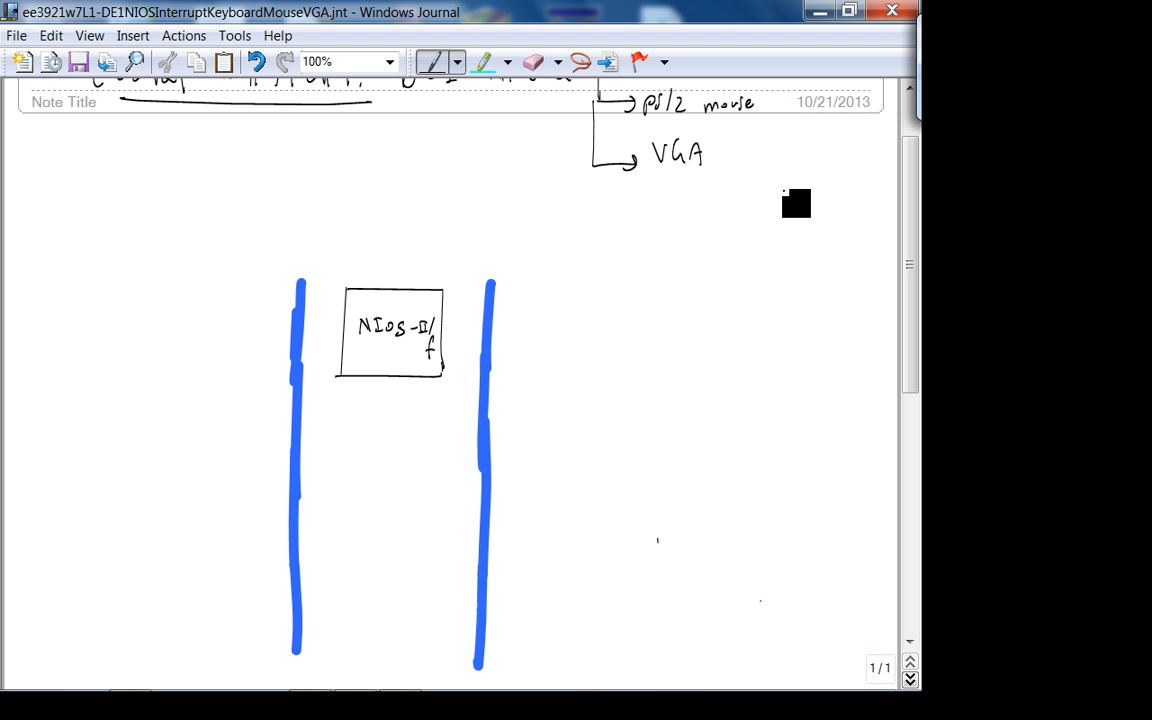 ee3921w7L1-DE1NIOSInterruptKeyboardMouseVGA.jnt - Windows Journal
File Edit View Insert Actions Tools Help
100%
Note Title
10/21/2013
PS/2 mouse
VGA
NIOS-II/
f
1 / 1